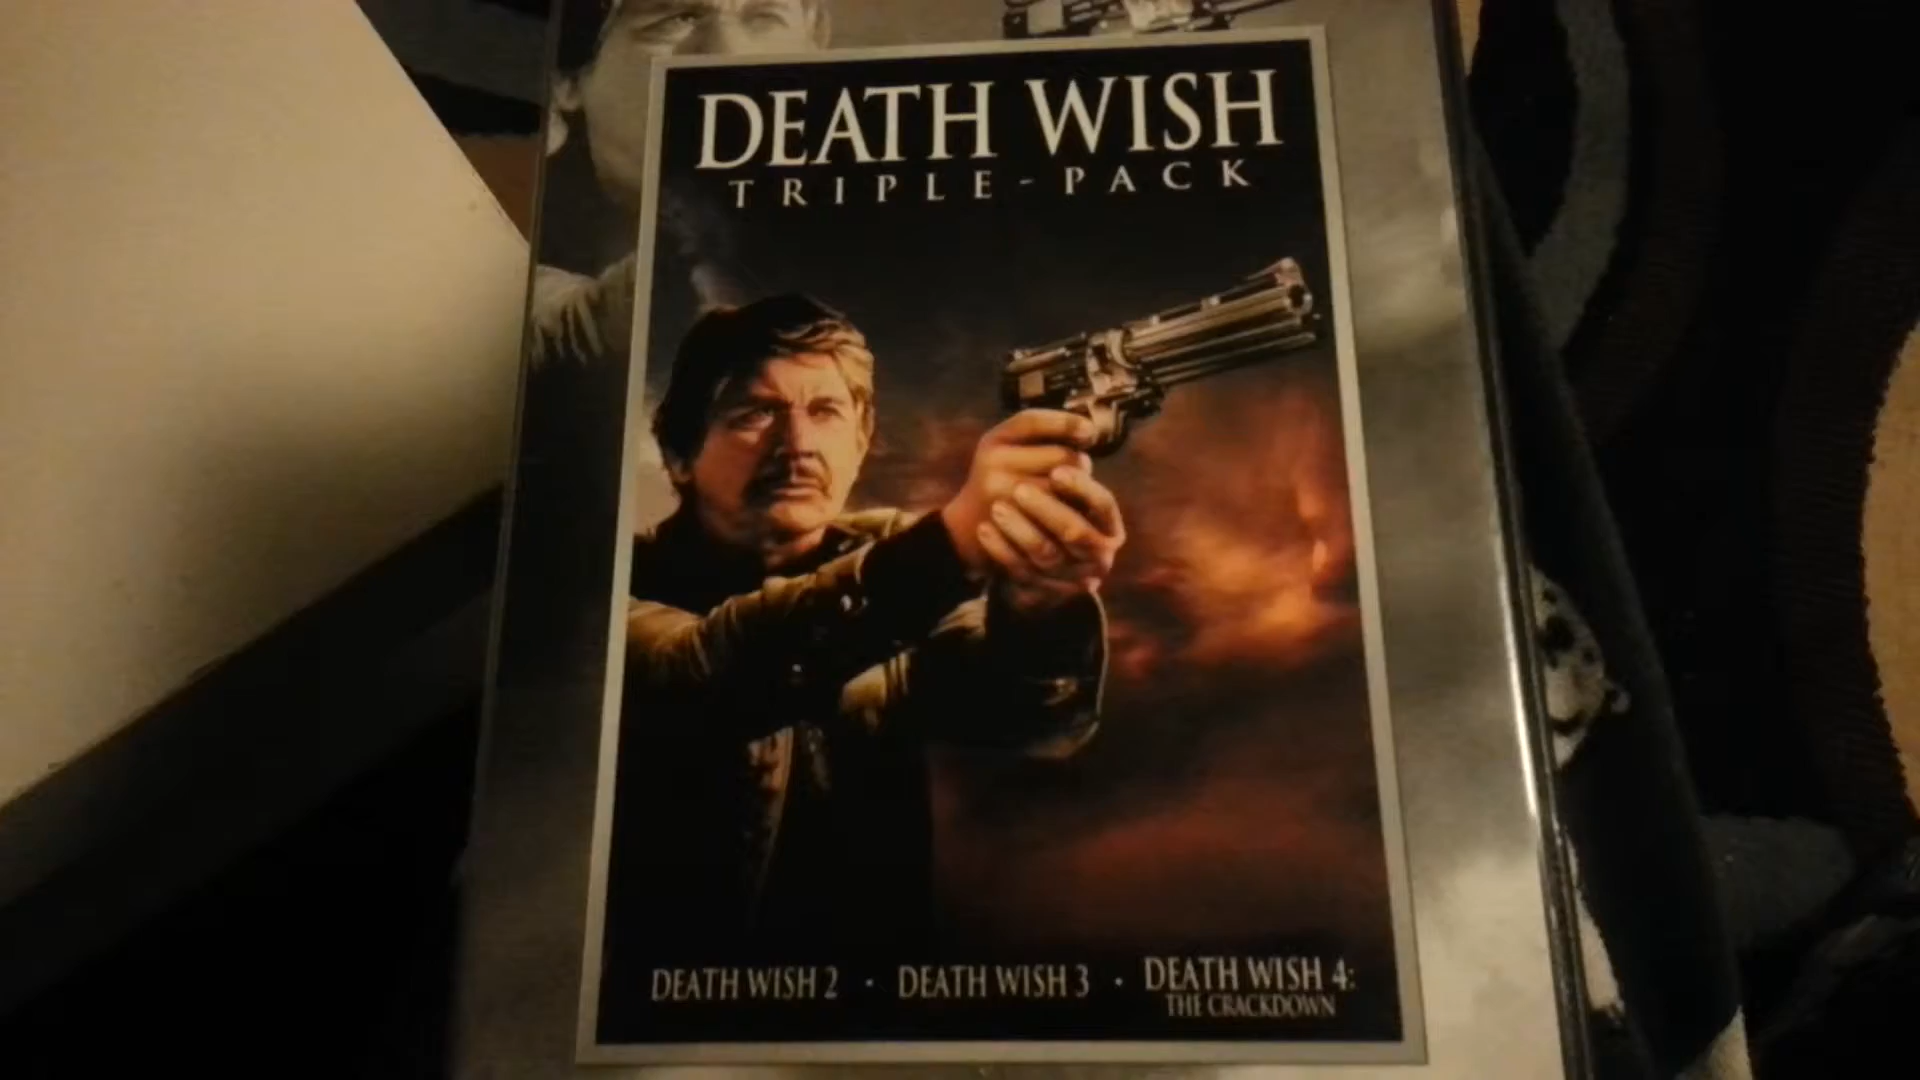 DEATH WISH
TRIPLE-PACK
DEATH WISH 2 · DEATH WISH 3 · DEATH WISH 4:
THE CRACKDOWN